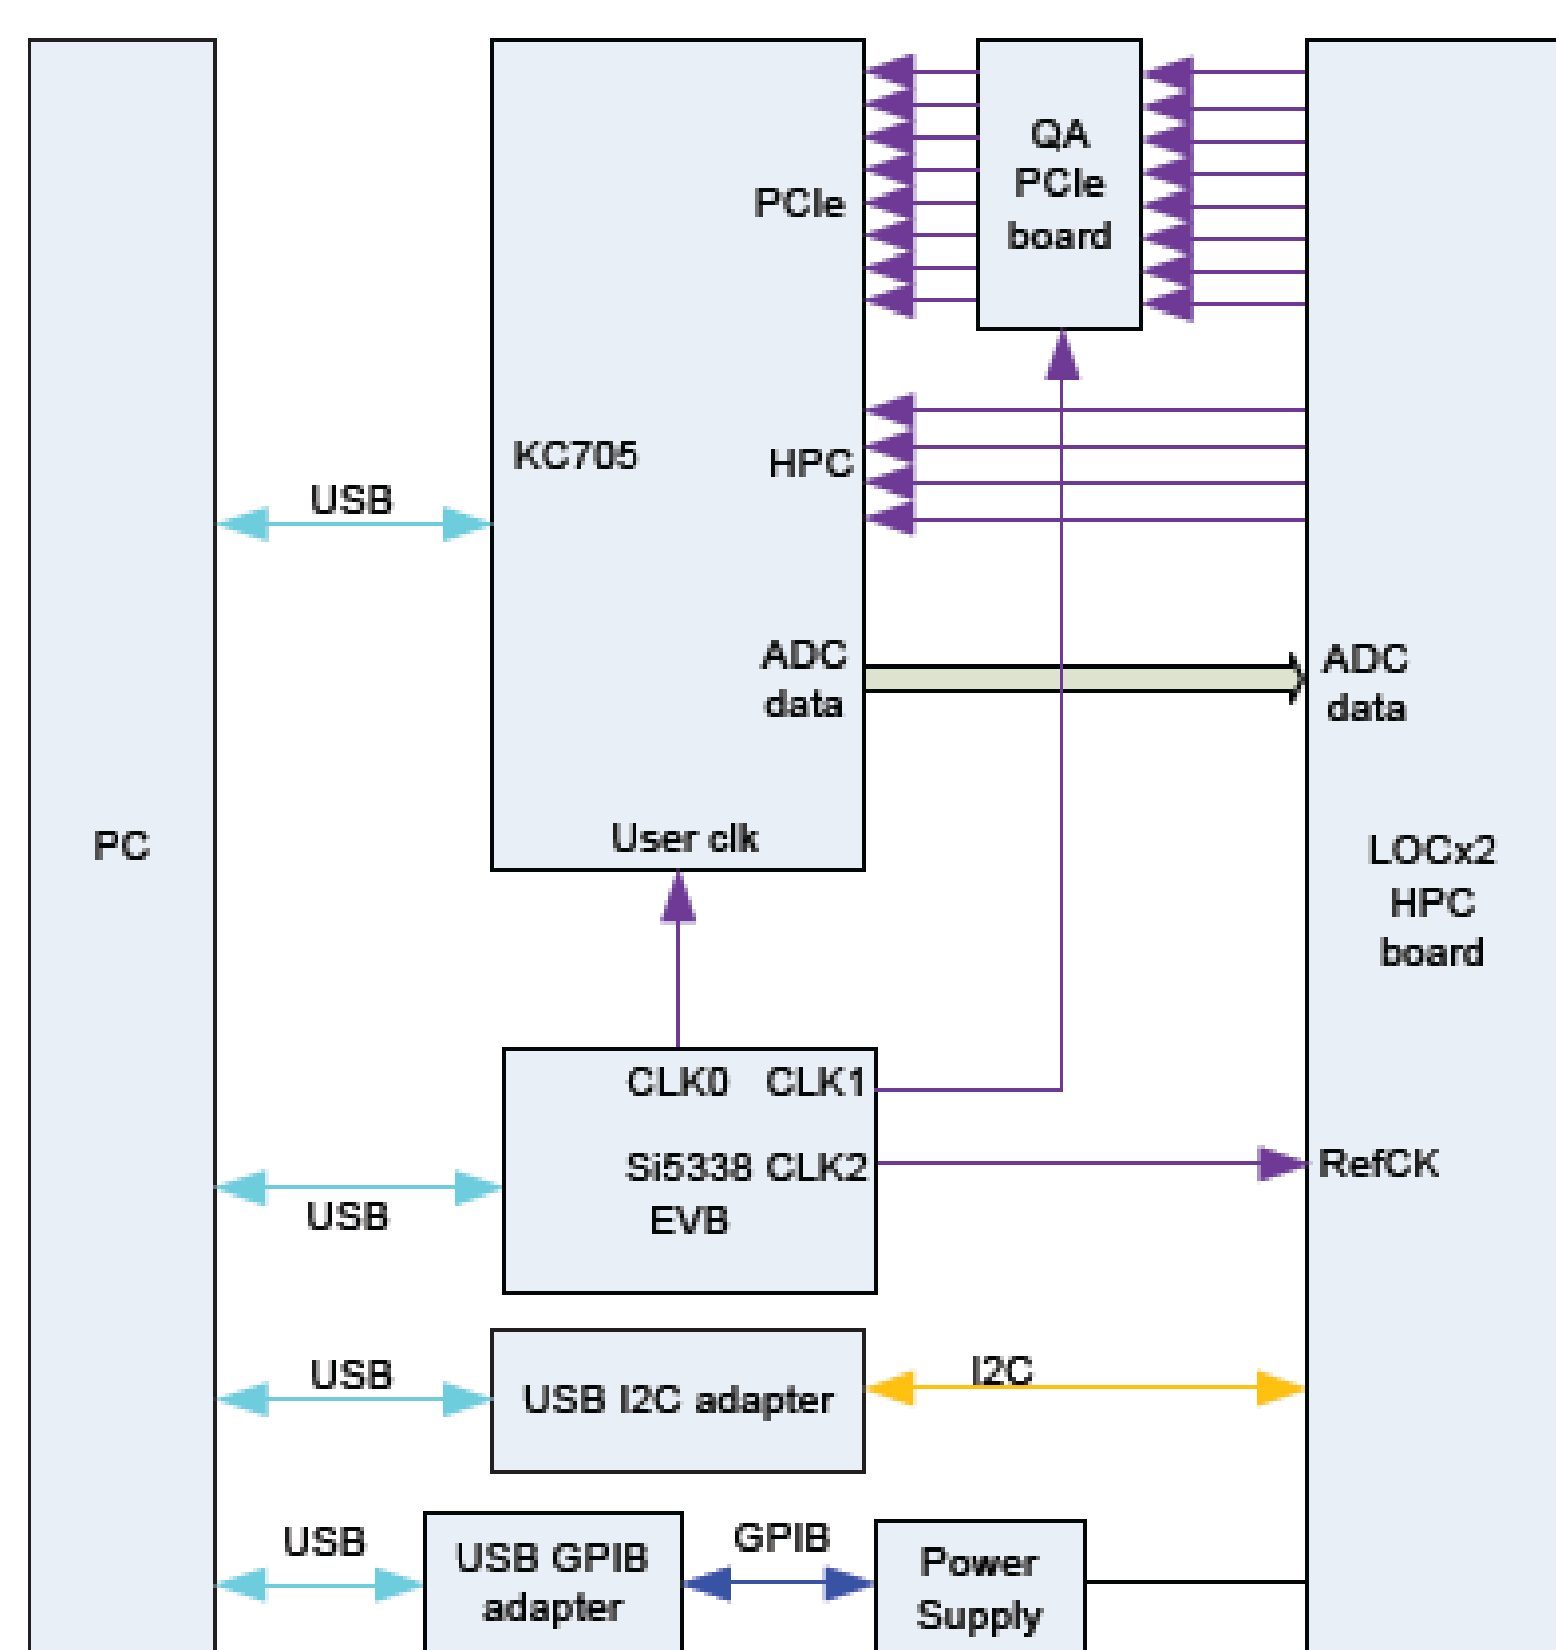 QA
PCIe
board
PCIe
KC705
HPC
USB
ADC
data
ADC
data
User clk
PC
LOCx2
HPC
board
CLK0 CLK1
Si5338 CLK2
EVB
RefCK
USB
USB
USB I2C adapter
I2C
USB
USB GPIB
adapter
GPIB
Power
Supply